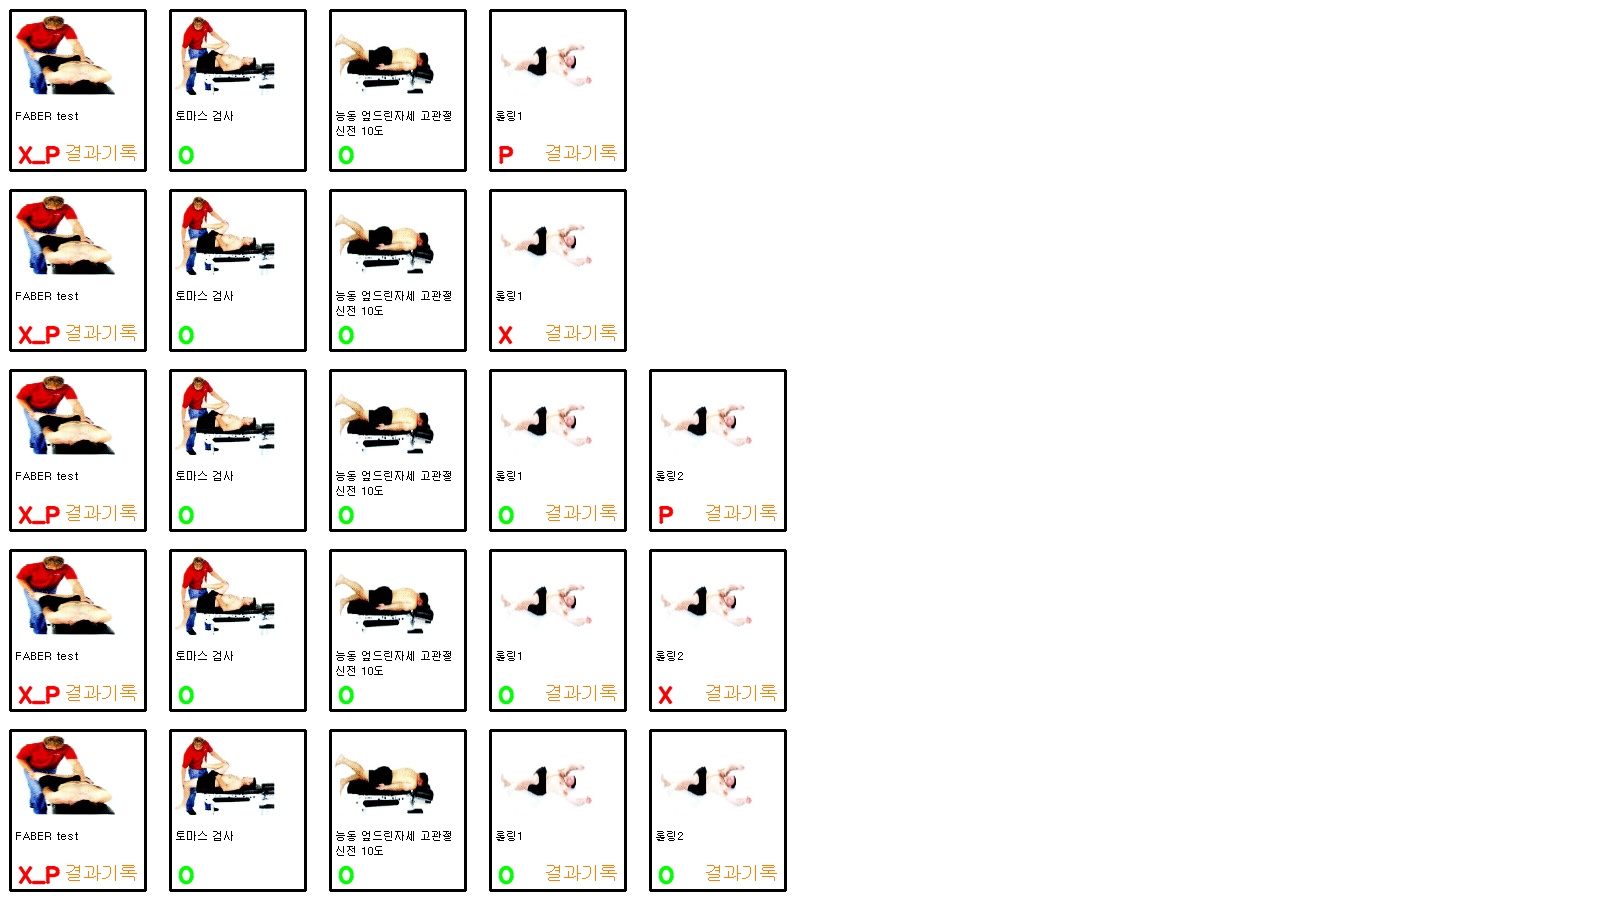 FABER test
X_P 결과기록
토마스 검사
O
능동 엎드린자세 고관절
신전 10도
O
롤링1
P 결과기록
FABER test
X_P 결과기록
토마스 검사
O
능동 엎드린자세 고관절
신전 10도
O
롤링1
X 결과기록
FABER test
X_P 결과기록
토마스 검사
O
능동 엎드린자세 고관절
신전 10도
O
롤링1
O 결과기록
롤링2
P 결과기록
FABER test
X_P 결과기록
토마스 검사
O
능동 엎드린자세 고관절
신전 10도
O
롤링1
O 결과기록
롤링2
X 결과기록
FABER test
X_P 결과기록
토마스 검사
O
능동 엎드린자세 고관절
신전 10도
O
롤링1
O 결과기록
롤링2
O 결과기록